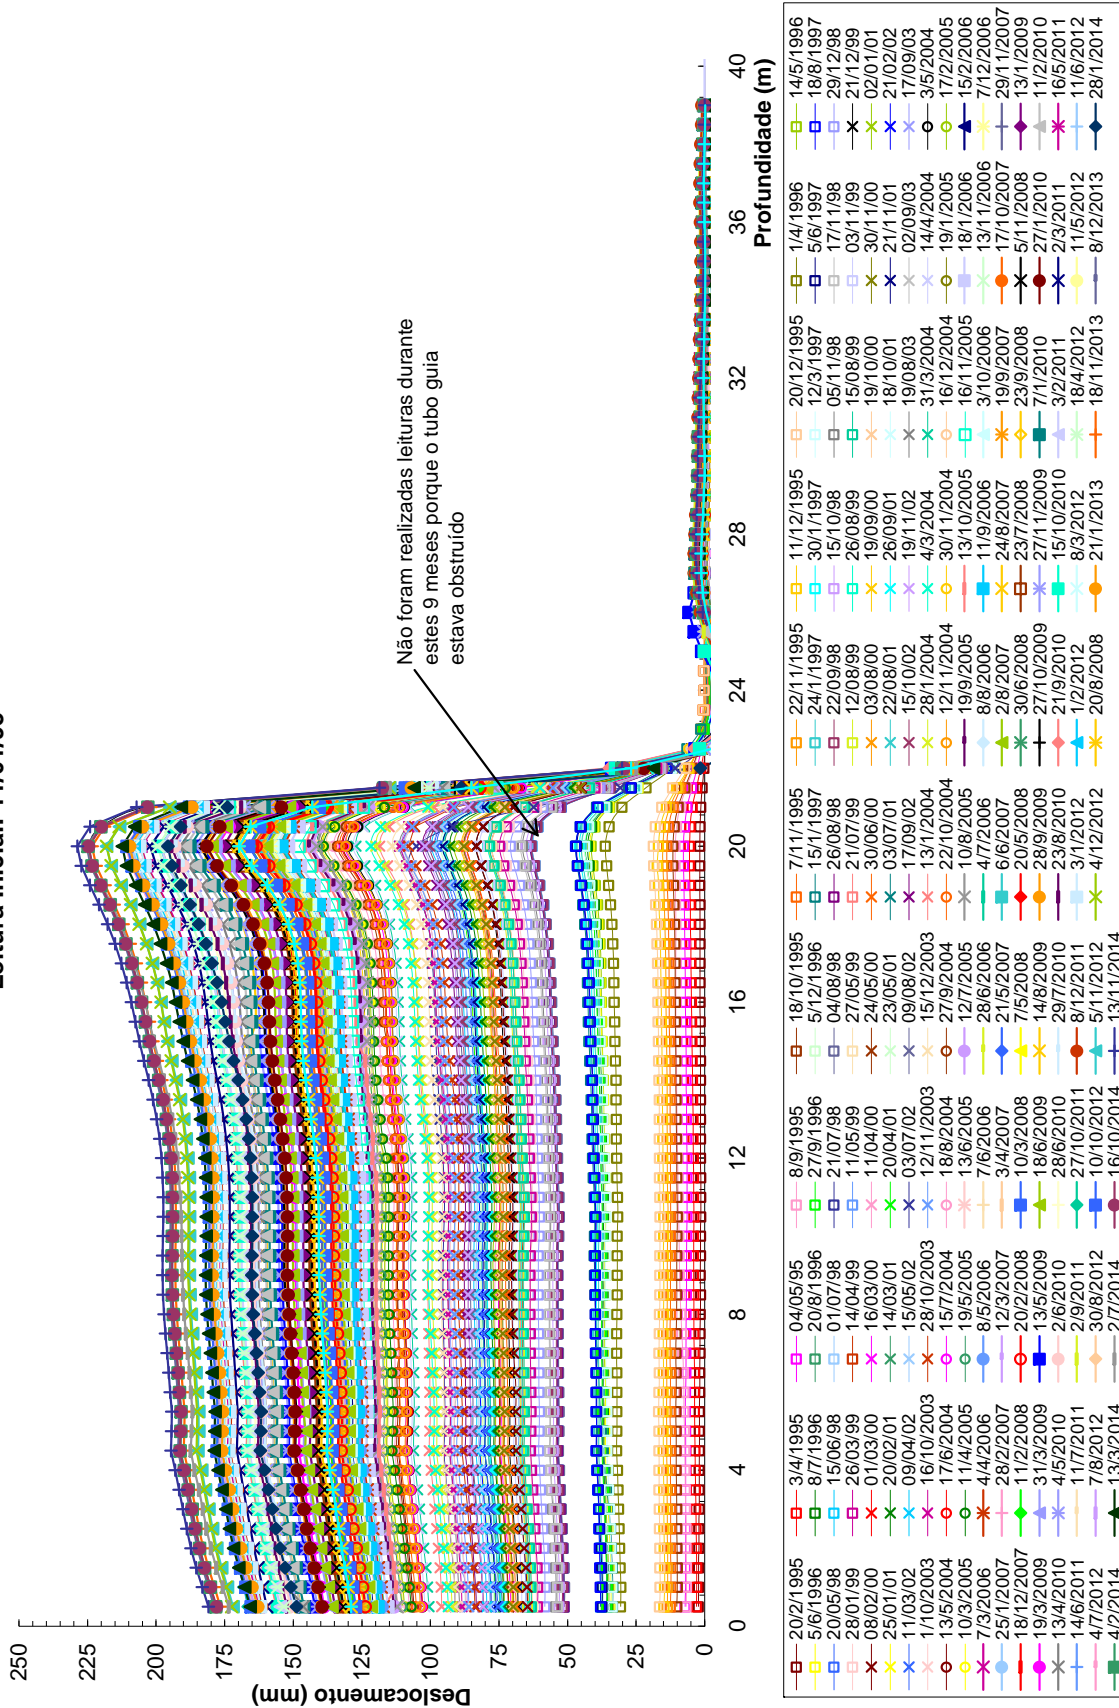 250
225
200
175
150
125
100
75
50
25
0
Deslocamento (mm)
Não foram realizadas leituras durante
estes 9 meses porque o tubo guia
estava obstruído
0 4 8 12 16 20 24 28 32 36 40
Profundidade (m)
20/2/1995 3/4/1995 04/05/95 8/9/1995 18/10/1995 7/11/1995 22/11/1995 11/12/1995 20/12/1995 1/4/1996 14/5/1996
5/6/1996 8/7/1996 20/8/1996 27/9/1996 5/12/1996 15/1/1997 24/1/1997 30/1/1997 12/3/1997 5/6/1997 18/8/1997
20/05/98 15/06/98 01/07/98 21/07/98 04/08/98 26/08/98 22/09/98 15/10/98 05/11/98 17/11/98 29/12/98
28/01/99 26/03/99 14/04/99 11/05/99 27/05/99 21/07/99 12/08/99 26/08/99 15/08/99 03/11/99 21/12/99
08/02/00 01/03/00 16/03/00 11/04/00 24/05/00 30/06/00 03/08/00 19/09/00 19/10/00 30/11/00 02/01/01
25/01/01 20/02/01 14/03/01 20/04/01 23/05/01 03/07/01 22/08/01 26/09/01 18/10/01 21/11/01 21/02/02
11/03/02 09/04/02 15/05/02 03/07/02 09/08/02 17/09/02 15/10/02 19/11/02 19/08/03 02/09/03 17/09/03
1/10/2003 16/10/2003 28/10/2003 12/11/2003 15/12/2003 13/1/2004 28/1/2004 4/3/2004 31/3/2004 14/4/2004 3/5/2004
13/5/2004 17/6/2004 15/7/2004 18/8/2004 27/9/2004 22/10/2004 12/11/2004 30/11/2004 16/12/2004 19/1/2005 17/2/2005
10/3/2005 11/4/2005 19/5/2005 13/6/2005 12/7/2005 10/8/2005 19/9/2005 13/10/2005 16/11/2005 18/1/2006 15/2/2006
7/3/2006 4/4/2006 8/5/2006 7/6/2006 28/6/2006 4/7/2006 8/8/2006 11/9/2006 3/10/2006 13/11/2006 7/12/2006
25/1/2007 28/2/2007 12/3/2007 3/4/2007 21/5/2007 6/6/2007 2/8/2007 24/8/2007 19/9/2007 17/10/2007 29/11/2007
18/12/2007 11/2/2008 20/2/2008 10/3/2008 7/5/2008 20/5/2008 30/6/2008 23/7/2008 23/9/2008 5/11/2008 13/1/2009
19/3/2009 31/3/2009 13/5/2009 18/6/2009 14/8/2009 28/9/2009 27/10/2009 27/11/2009 7/1/2010 27/1/2010 11/2/2010
13/4/2010 4/5/2010 2/6/2010 28/6/2010 29/7/2010 23/8/2010 21/9/2010 15/10/2010 3/2/2011 2/3/2011 16/5/2011
14/6/2011 11/7/2011 2/9/2011 27/10/2011 8/12/2011 3/1/2012 1/2/2012 8/3/2012 18/4/2012 11/5/2012 11/6/2012
4/7/2012 7/8/2012 30/8/2012 10/10/2012 5/11/2012 4/12/2012 20/8/2008 21/1/2013 18/11/2013 8/12/2013 28/1/2014
4/2/2014 13/3/2014 2/7/2014 6/10/2014 13/11/2014